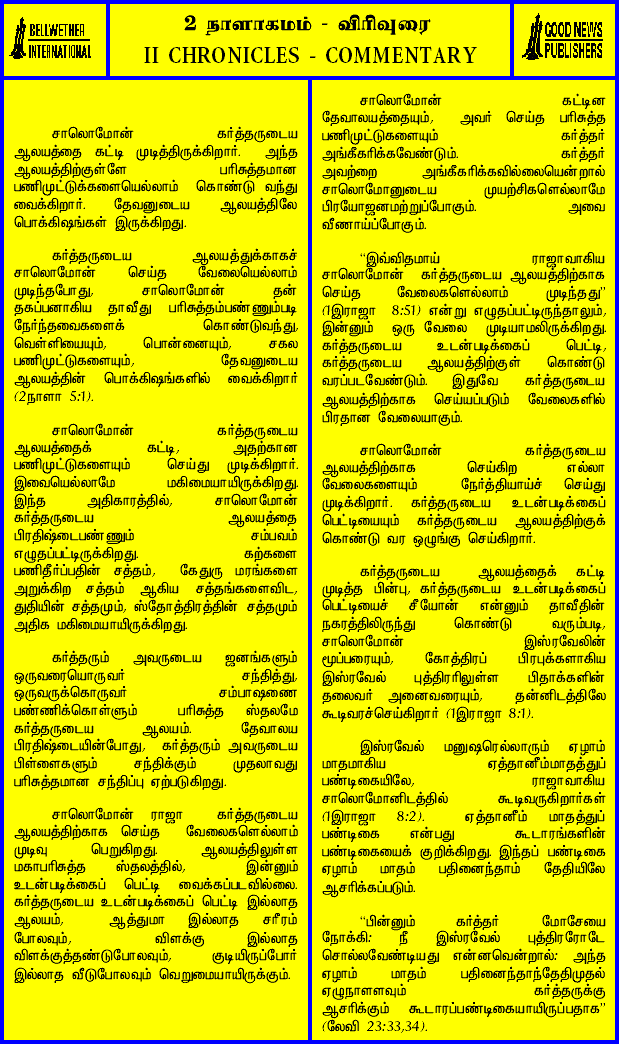 BELLWETHER
INTERNATIONAL
2 நாளாகமம் - விரிவுரை
II CHRONICLES - COMMENTARY
GOOD NEWS
PUBLISHERS
சாலொமோன் கர்த்தருடைய
ஆலயத்தை கட்டி முடித்திருக்கிறார். அந்த
ஆலயத்திற்குள்ளே பரிசுத்தமான
பணிமுட்டுக்களையெல்லாம் கொண்டு வந்து
வைக்கிறார். தேவனுடைய ஆலயத்திலே
பொக்கிஷங்கள் இருக்கிறது.
கர்த்தருடைய ஆலயத்துக்காகச்
சாலொமோன் செய்த வேலையெல்லாம்
முடிந்தபோது, சாலொமோன் தன்
தகப்பனாகிய தாவீது பரிசுத்தம்பண்ணும்படி
நேர்ந்தவைகளைக் கொண்டுவந்து,
வெள்ளியையும், பொன்னையும், சகல
பணிமுட்டுகளையும், தேவனுடைய
ஆலயத்தின் பொக்கிஷங்களில் வைக்கிறார்
(2நாளா 5:1).
சாலொமோன் கர்த்தருடைய
ஆலயத்தைக் கட்டி, அதற்கான
பணிமுட்டுகளையும் செய்து முடிக்கிறார்.
இவையெல்லாமே மகிமையாயிருக்கிறது.
இந்த அதிகாரத்தில், சாலொமோன்
கர்த்தருடைய ஆலயத்தை
பிரதிஷ்டைபண்ணும் சம்பவம்
எழுதப்பட்டிருக்கிறது. கற்களை
பணிதீர்ப்பதின் சத்தம், கேதுரு மரங்களை
அறுக்கிற சத்தம் ஆகிய சத்தங்களைவிட,
துதியின் சத்தமும், ஸ்தோத்திரத்தின் சத்தமும்
அதிக மகிமையாயிருக்கிறது.
கர்த்தரும் அவருடைய ஜனங்களும்
ஒருவரையொருவர் சந்தித்து,
ஒருவருக்கொருவர் சம்பாஷணை
பண்ணிக்கொள்ளும் பரிசுத்த ஸ்தலமே
கர்த்தருடைய ஆலயம். தேவாலய
பிரதிஷ்டையின்போது, கர்த்தரும் அவருடைய
பிள்ளைகளும் சந்திக்கும் முதலாவது
பரிசுத்தமான சந்திப்பு ஏற்படுகிறது.
சாலொமோன் ராஜா கர்த்தருடைய
ஆலயத்திற்காக செய்த வேலைகளெல்லாம்
முடிவு பெறுகிறது. ஆலயத்திலுள்ள
மகாபரிசுத்த ஸ்தலத்தில், இன்னும்
உடன்படிக்கைப் பெட்டி வைக்கப்படவில்லை.
கர்த்தருடைய உடன்படிக்கைப் பெட்டி இல்லாத
ஆலயம், ஆத்துமா இல்லாத சரீரம்
போலவும், விளக்கு இல்லாத
விளக்குத்தண்டுபோலவும், குடியிருப்போர்
இல்லாத வீடுபோலவும் வெறுமையாயிருக்கும்.
சாலொமோன் கட்டின
தேவாலயத்தையும், அவர் செய்த பரிசுத்த
பணிமுட்டுகளையும் கர்த்தர்
அங்கீகரிக்கவேண்டும். கர்த்தர்
அவற்றை அங்கீகரிக்கவில்லையென்றால்
சாலொமோனுடைய முயற்சிகளெல்லாமே
பிரயோஜனமற்றுப்போகும். அவை
வீணாய்ப்போகும்.
“இவ்விதமாய் ராஜாவாகிய
சாலொமோன் கர்த்தருடைய ஆலயத்திற்காக
செய்த வேலைகளெல்லாம் முடிந்தது”
(1இராஜா 8:51) என்று எழுதப்பட்டிருந்தாலும்,
இன்னும் ஒரு வேலை முடியாமலிருக்கிறது.
கர்த்தருடைய உடன்படிக்கைப் பெட்டி,
கர்த்தருடைய ஆலயத்திற்குள் கொண்டு
வரப்படவேண்டும். இதுவே கர்த்தருடைய
ஆலயத்திற்காக செய்யப்படும் வேலைகளில்
பிரதான வேலையாகும்.
சாலொமோன் கர்த்தருடைய
ஆலயத்திற்காக செய்கிற எல்லா
வேலைகளையும் நேர்த்தியாய்ச் செய்து
முடிக்கிறார். கர்த்தருடைய உடன்படிக்கைப்
பெட்டியையும் கர்த்தருடைய ஆலயத்திற்குக்
கொண்டு வர ஒழுங்கு செய்கிறார்.
கர்த்தருடைய ஆலயத்தைக் கட்டி
முடித்த பின்பு, கர்த்தருடைய உடன்படிக்கைப்
பெட்டியைச் சீயோன் என்னும் தாவீதின்
நகரத்திலிருந்து கொண்டு வரும்படி,
சாலொமோன் இஸ்ரவேலின்
மூப்பரையும், கோத்திரப் பிரபுக்களாகிய
இஸ்ரவேல் புத்திரரிலுள்ள பிதாக்களின்
தலைவர் அனைவரையும், தன்னிடத்திலே
கூடிவரச்செய்கிறார் (1இராஜா 8:1).
இஸ்ரவேல் மனுஷரெல்லாரும் ஏழாம்
மாதமாகிய ஏத்தானீம்மாதத்துப்
பண்டிகையிலே, ராஜாவாகிய
சாலொமோனிடத்தில் கூடிவருகிறார்கள்
(1இராஜா 8:2). ஏத்தானீம் மாதத்துப்
பண்டிகை என்பது கூடாரங்களின்
பண்டிகையைக் குறிக்கிறது. இந்தப் பண்டிகை
ஏழாம் மாதம் பதினைந்தாம் தேதியிலே
ஆசரிக்கப்படும்.
“பின்னும் கர்த்தர் மோசேயை
நோக்கி: நீ இஸ்ரவேல் புத்திரரோடே
சொல்லவேண்டியது என்னவென்றால்: அந்த
ஏழாம் மாதம் பதினைந்தாந்தேதிமுதல்
ஏழுநாளளவும் கர்த்தருக்கு
ஆசரிக்கும் கூடாரப்பண்டிகையாயிருப்பதாக”
(லேவி 23:33,34).